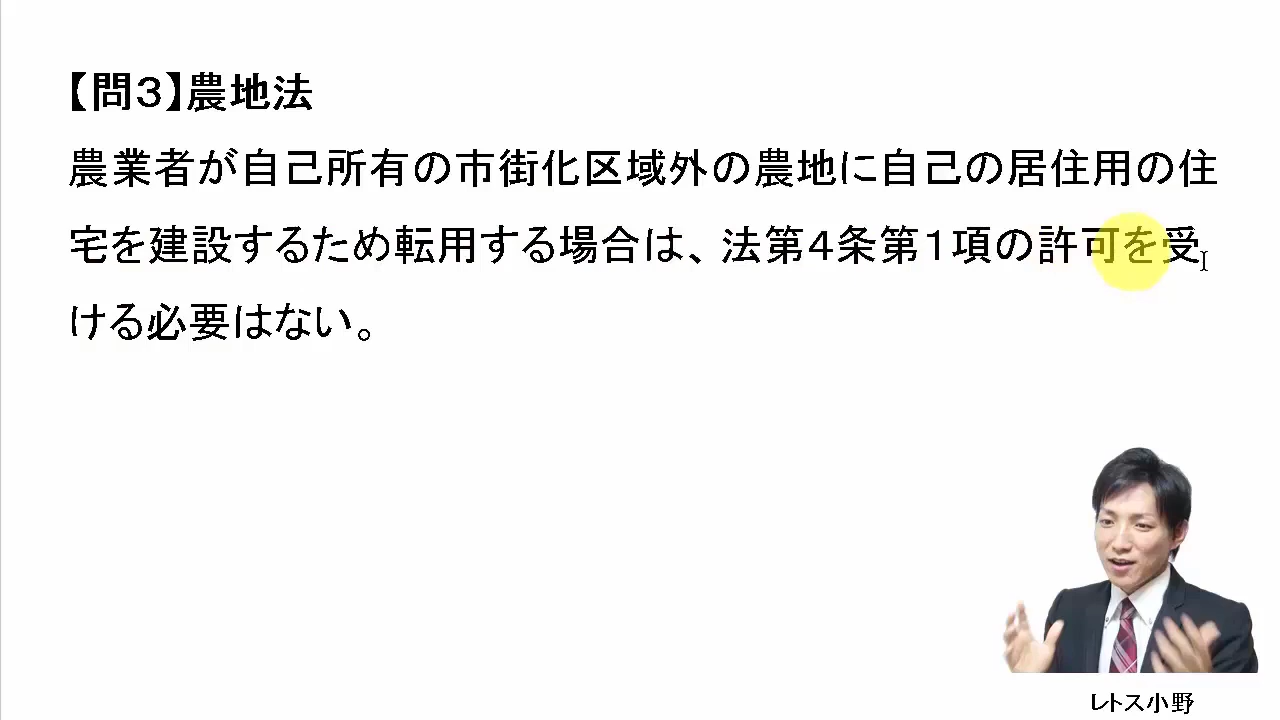 【問３】農地法
農業者が自己所有の市街化区域外の農地に自己の居住用の住
宅を建設するため転用する場合は、法第４条第１項の許可を受
ける必要はない。
レトス小野